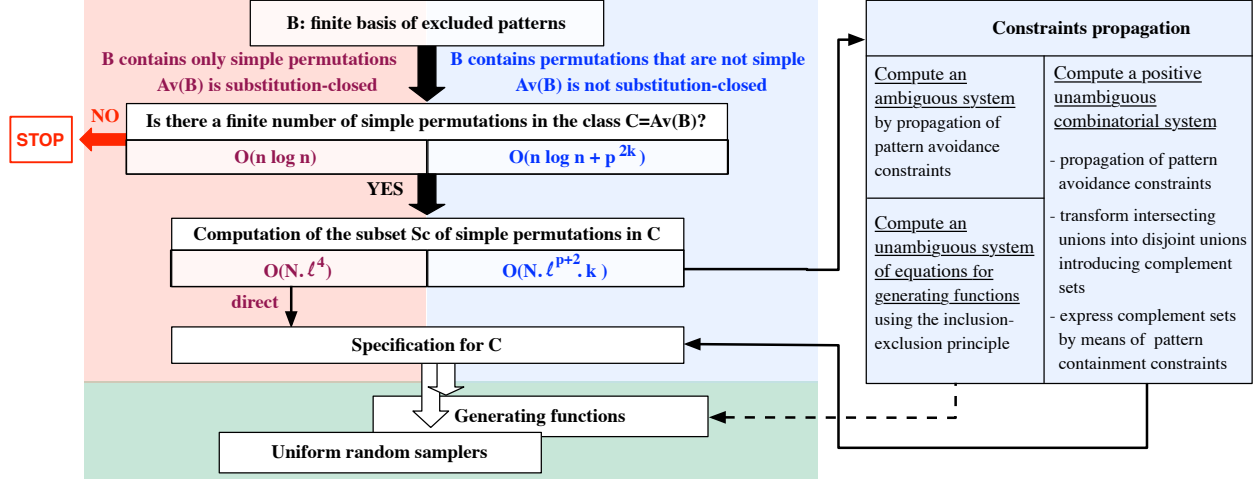 B: finite basis of excluded patterns
B contains only simple permutations
Av(B) is substitution-closed
B contains permutations that are not simple
Av(B) is not substitution-closed
NO
STOP
Is there a finite number of simple permutations in the class C=Av(B)?
O(n log n)
O(n log n + p^{2k})
YES
Computation of the subset Sc of simple permutations in C
O(N. ℓ^4)
O(N. ℓ^{p+2}. k )
direct
Specification for C
Generating functions
Uniform random samplers
Constraints propagation
Compute an
ambiguous system
by propagation of
pattern avoidance
constraints
Compute an
unambiguous system
of equations for
generating functions
using the inclusion-
exclusion principle
Compute a positive
unambiguous
combinatorial system
- propagation of pattern
avoidance constraints
- transform intersecting
unions into disjoint unions
introducing complement
sets
- express complement sets
by means of pattern
containment constraints